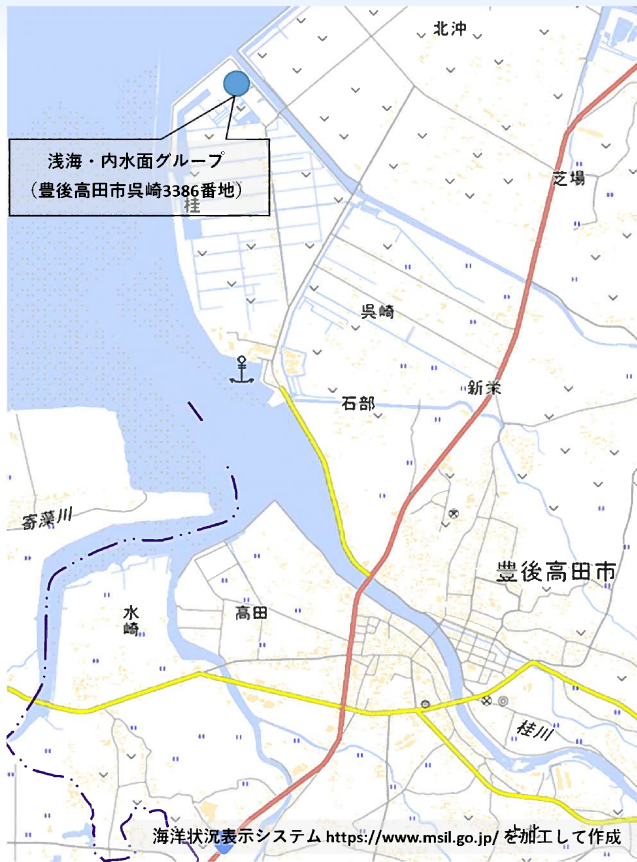 北沖
浅海・内水面グループ
（豊後高田市呉崎3386番地）
桂
芝場
呉崎
新栄
石部
寄藻川
豊後高田市
水崎
高田
桂川
海洋状況表示システム https://www.msil.go.jp/ を加工して作成